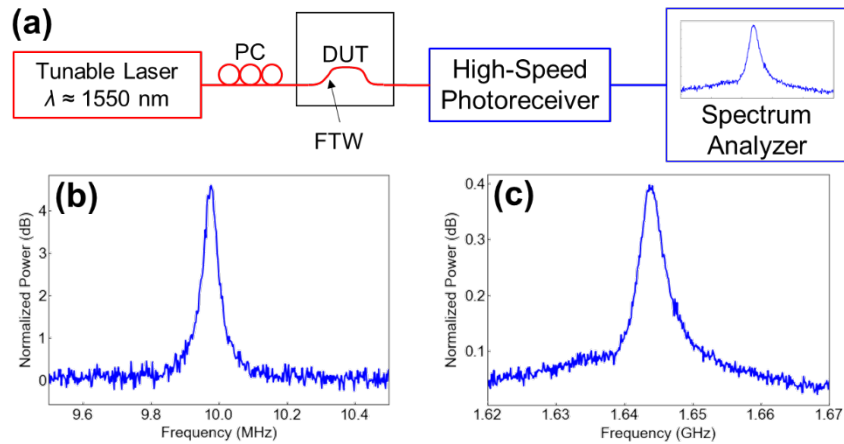 (a)
Tunable Laser
λ ≈ 1550 nm
PC
DUT
FTW
High-Speed
Photoreceiver
Spectrum
Analyzer
(b)
Normalized Power (dB)
4
3
2
1
0
9.6 9.8 10.0 10.2 10.4
Frequency (MHz)
(c)
Normalized Power (dB)
0.4
0.3
0.2
0.1
1.62 1.63 1.64 1.65 1.66 1.67
Frequency (GHz)